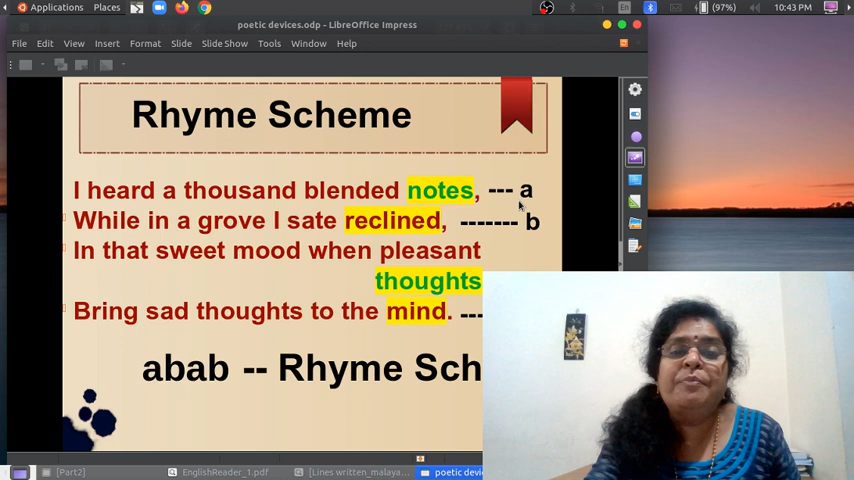 Applications Places En (97%) 10:43 PM
poetic devices.odp - LibreOffice Impress
File Edit View Insert Format Slide Slide Show Tools Window Help
Rhyme Scheme
I heard a thousand blended notes, --- a
While in a grove I sate reclined, ------- b
In that sweet mood when pleasant
thoughts
Bring sad thoughts to the mind. ---
abab -- Rhyme Sch
[Part2] EnglishReader_1.pdf [Lines written_malaya... poetic devi